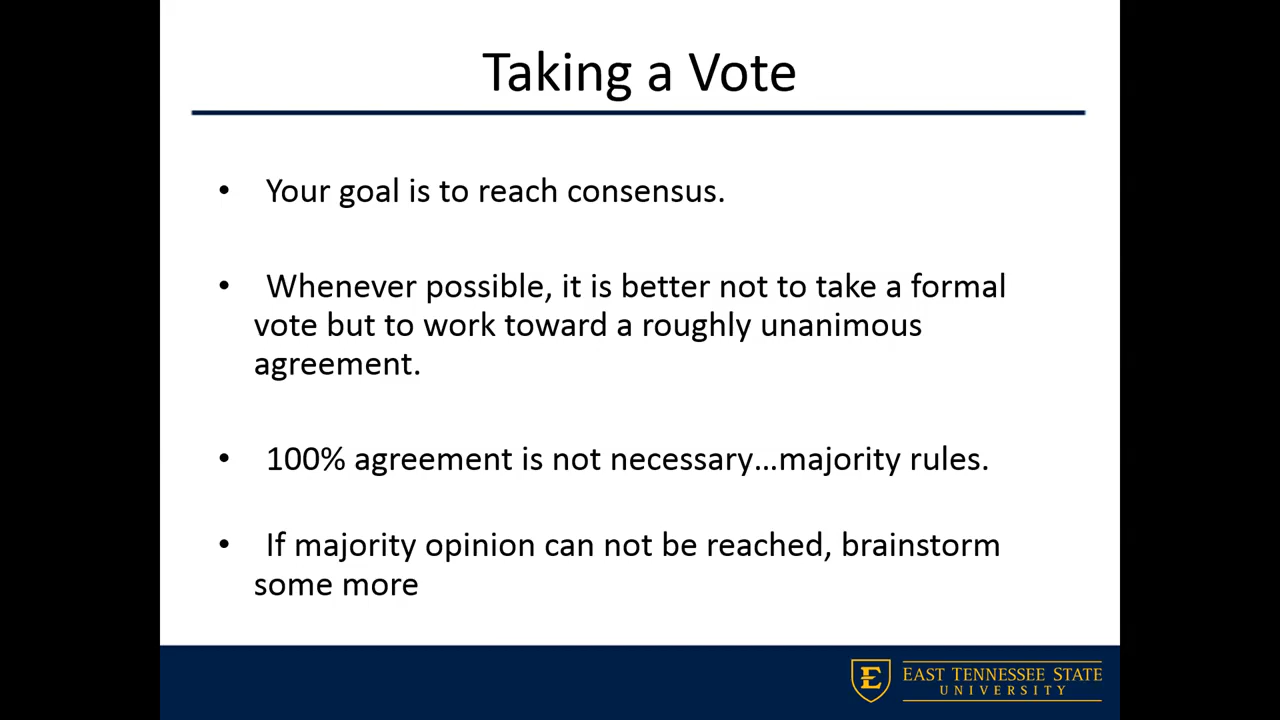 Taking a Vote
• Your goal is to reach consensus.
• Whenever possible, it is better not to take a formal
vote but to work toward a roughly unanimous
agreement.
• 100% agreement is not necessary...majority rules.
• If majority opinion can not be reached, brainstorm
some more
E
EAST TENNESSEE STATE
UNIVERSITY